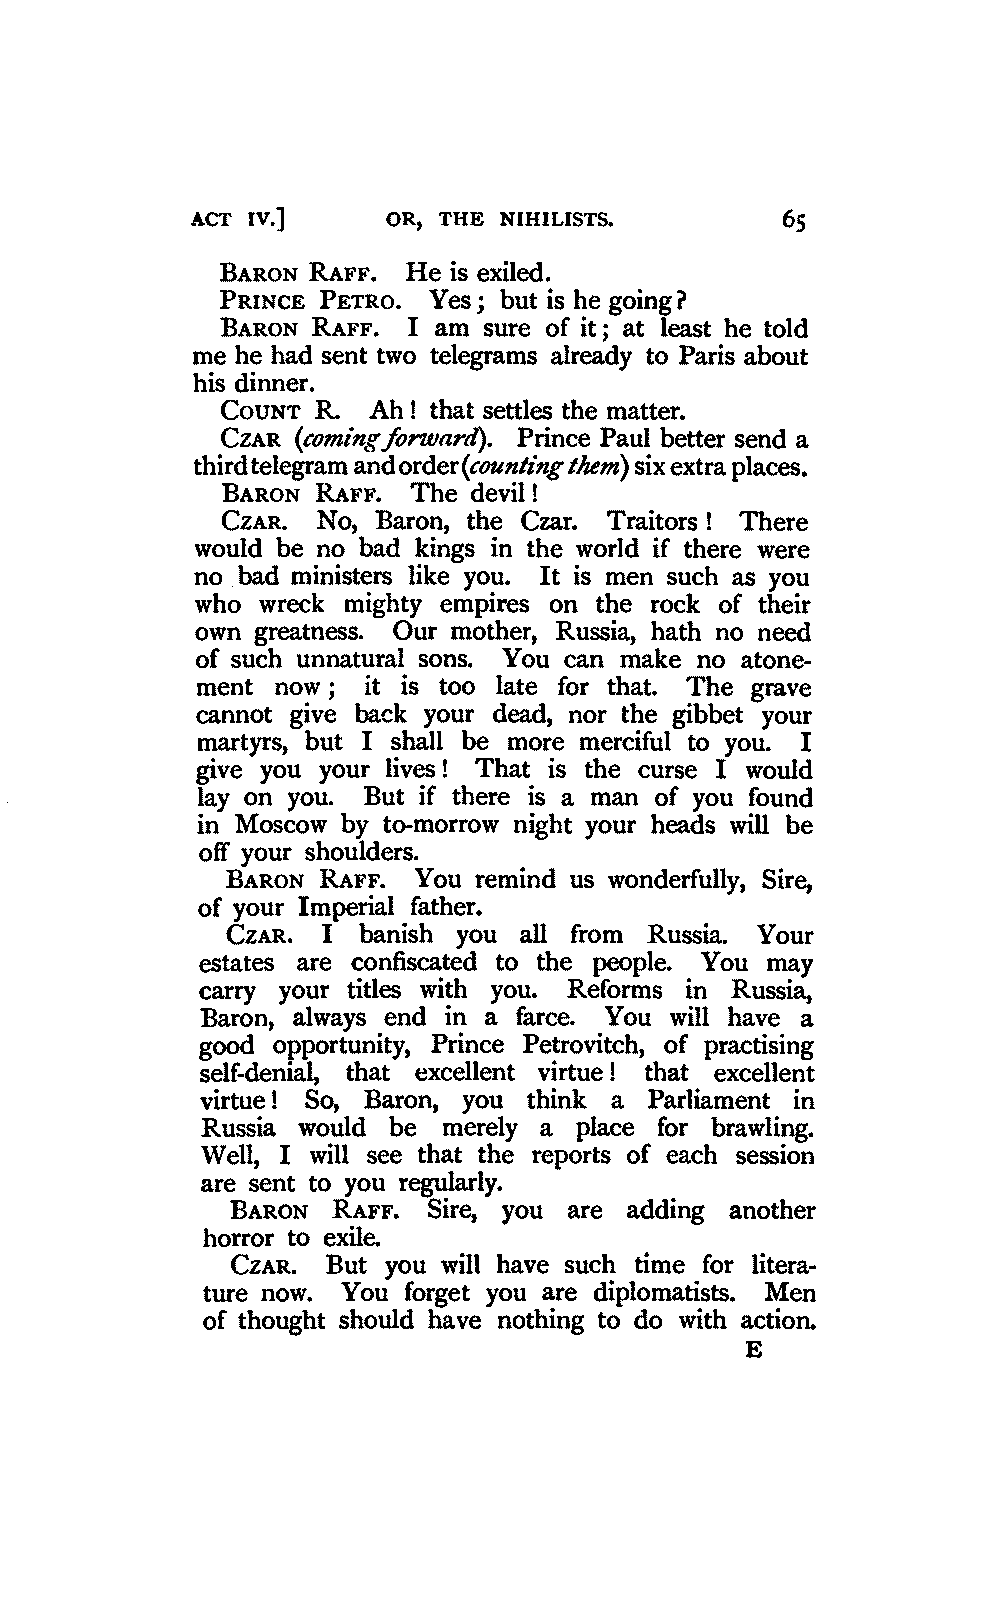 ACT IV.] OR, THE NIHILISTS. 65
BARON RAFF. He is exiled.
PRINCE PETRO. Yes; but is he going?
BARON RAFF. I am sure of it; at least he told
me he had sent two telegrams already to Paris about
his dinner.
COUNT R. Ah! that settles the matter.
CZAR (coming forward). Prince Paul better send a
third telegram and order (counting them) six extra places.
BARON RAFF. The devil!
CZAR. No, Baron, the Czar. Traitors! There
would be no bad kings in the world if there were
no bad ministers like you. It is men such as you
who wreck mighty empires on the rock of their
own greatness. Our mother, Russia, hath no need
of such unnatural sons. You can make no atone-
ment now; it is too late for that. The grave
cannot give back your dead, nor the gibbet your
martyrs, but I shall be more merciful to you. I
give you your lives! That is the curse I would
lay on you. But if there is a man of you found
in Moscow by to-morrow night your heads will be
off your shoulders.
BARON RAFF. You remind us wonderfully, Sire,
of your Imperial father.
CZAR. I banish you all from Russia. Your
estates are confiscated to the people. You may
carry your titles with you. Reforms in Russia,
Baron, always end in a farce. You will have a
good opportunity, Prince Petrovitch, of practising
self-denial, that excellent virtue! that excellent
virtue! So, Baron, you think a Parliament in
Russia would be merely a place for brawling.
Well, I will see that the reports of each session
are sent to you regularly.
BARON RAFF. Sire, you are adding another
horror to exile.
CZAR. But you will have such time for litera-
ture now. You forget you are diplomatists. Men
of thought should have nothing to do with action.
E